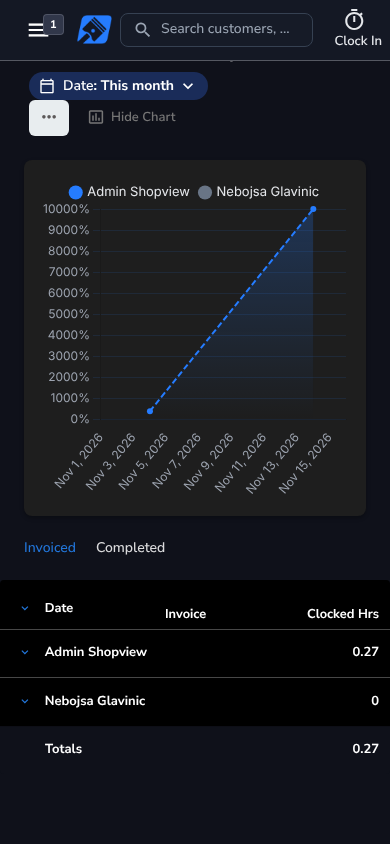 1
Search customers, ...
Clock In
Date: This month
Hide Chart
Admin Shopview
Nebojsa Glavinic
10000%
9000%
8000%
7000%
6000%
5000%
4000%
3000%
2000%
1000%
0%
Nov 1, 2026
Nov 3, 2026
Nov 5, 2026
Nov 7, 2026
Nov 9, 2026
Nov 11, 2026
Nov 13, 2026
Nov 15, 2026
Invoiced Completed
Date Invoice Clocked Hrs
Admin Shopview 0.27
Nebojsa Glavinic 0
Totals 0.27